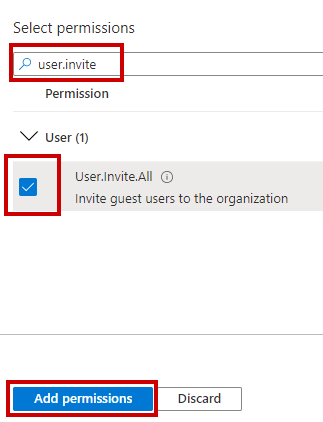 Select permissions
user.invite
Permission
User (1)
User.Invite.All
Invite guest users to the organization
Add permissions Discard